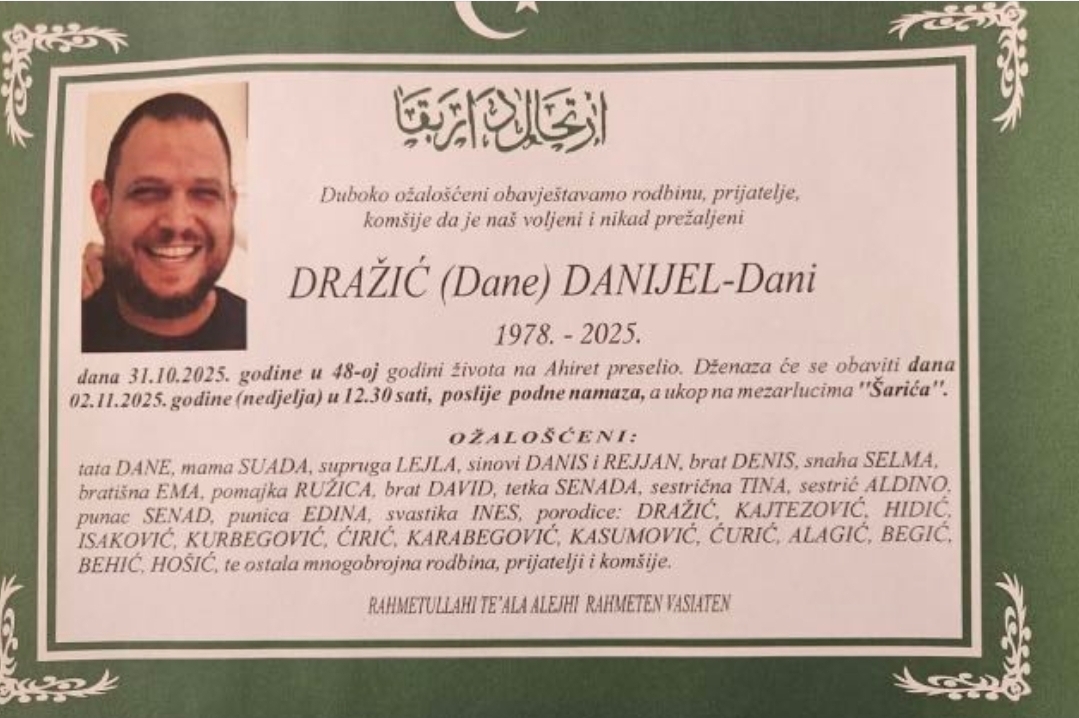 ارتحال دار بقا
Duboko ožalošćeni obavještavamo rodbinu, prijatelje,
komšije da je naš voljeni i nikad prežaljeni
DRAŽIĆ (Dane) DANIJEL-Dani
1978. - 2025.
dana 31.10.2025. godine u 48-oj godini života na Ahiret preselio. Dženaza će se obaviti dana
02.11.2025. godine (nedjelja) u 12.30 sati, poslije podne namaza, a ukop na mezarlucima "Šarića".
OŽALOŠĆENI:
tata DANE, mama SUADA, supruga LEJLA, sinovi DANIS i REJJAN, brat DENIS, snaha SELMA,
bratišna EMA, pomajka RUŽICA, brat DAVID, tetka SENADA, sestrična TINA, sestrić ALDINO,
punac SENAD, punica EDINA, svastika INES, porodice: DRAŽIĆ, KAJTEZOVIĆ, HIDIĆ,
ISAKOVIĆ, KURBEGOVIĆ, ĆIRIĆ, KARABEGOVIĆ, KASUMOVIĆ, ĆURIĆ, ALAGIĆ, BEGIĆ,
BEHIĆ, HOŠIĆ, te ostala mnogobrojna rodbina, prijatelji i komšije.
RAHMETULLAHI TE'ALA ALEJHI RAHMETEN VASIATEN